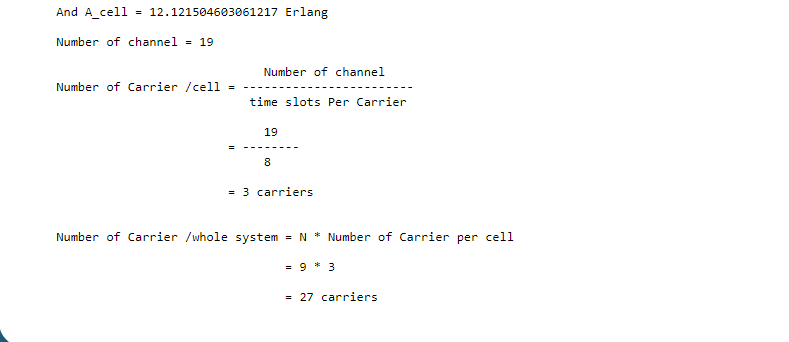 And A_cell = 12.121504603061217 Erlang
Number of channel = 19
Number of channel
Number of Carrier /cell = ------------------------
time slots Per Carrier
19
= --------
8
= 3 carriers
Number of Carrier /whole system = N * Number of Carrier per cell
= 9 * 3
= 27 carriers